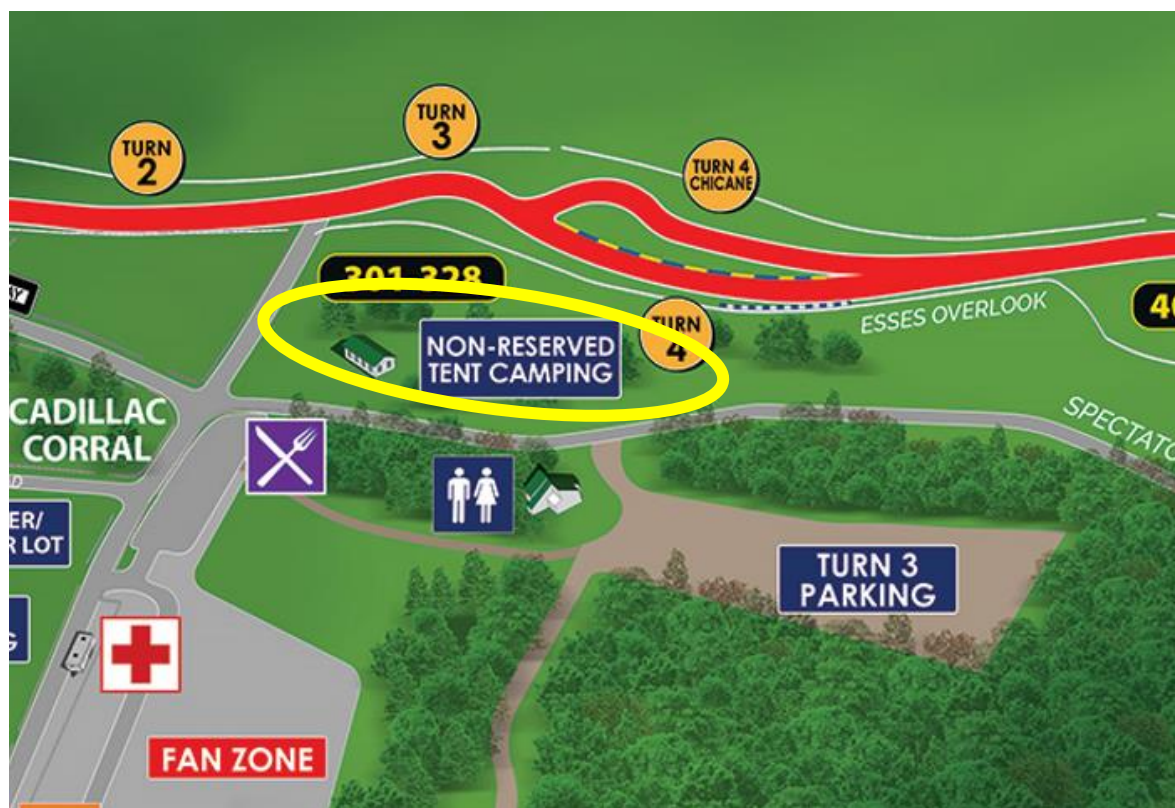 TURN
3
TURN
2
TURN 4
CHICANE
301-328
ESSES OVERLOOK
TURN
4
NON-RESERVED
TENT CAMPING
CADILLAC
CORRAL
TURN 3
PARKING
FAN ZONE